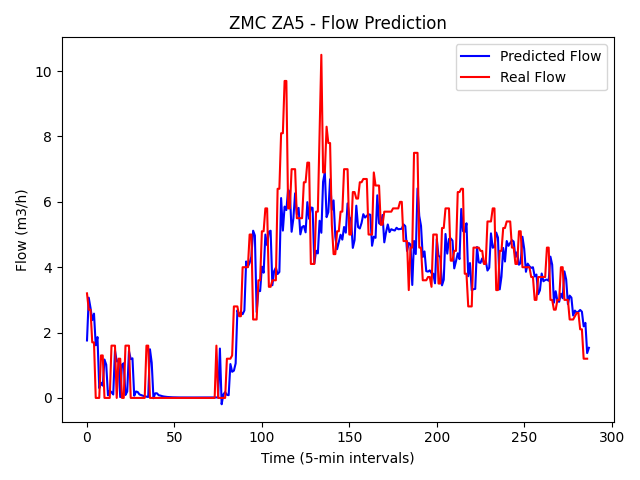 ZMC ZA5 - Flow Prediction
Predicted Flow
Real Flow
Flow (m3/h)
10
8
6
4
2
0
0
50
100
150
200
250
300
Time (5-min intervals)